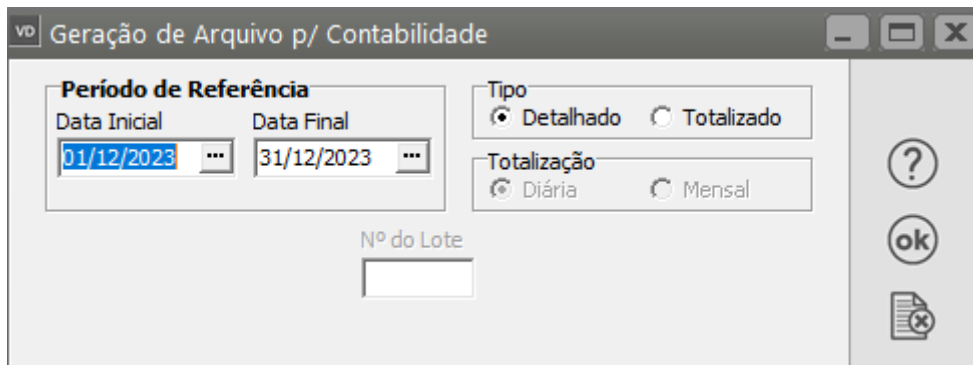 VD Geração de Arquivo p/ Contabilidade
Período de Referência
Data Inicial Data Final
01/12/2023 ... 31/12/2023 ...
Tipo
Detalhado Totalizado
Totalização
Diária Mensal
Nº do Lote
?
ok